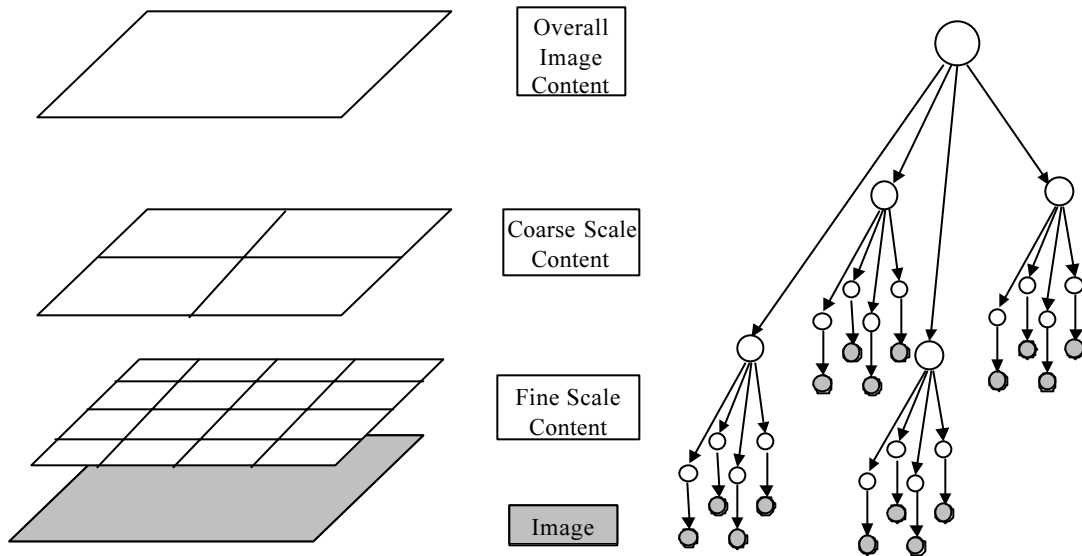 Overall
Image
Content
Coarse Scale
Content
Fine Scale
Content
Image